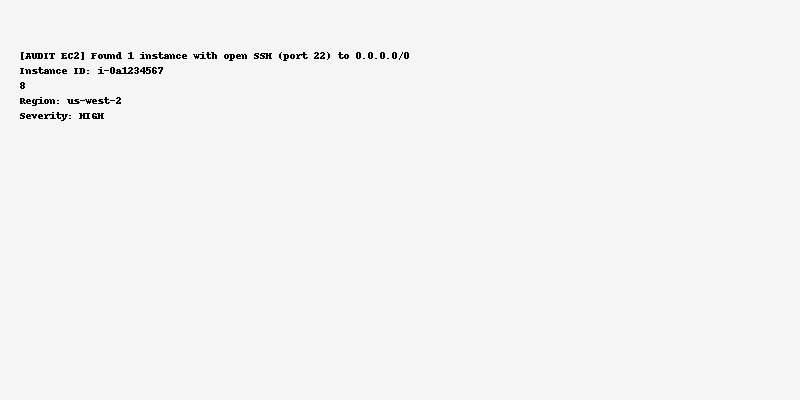 [AUDIT EC2] Found 1 instance with open SSH (port 22) to 0.0.0.0/0
Instance ID: i-0a1234567
8
Region: us-west-2
Severity: HIGH